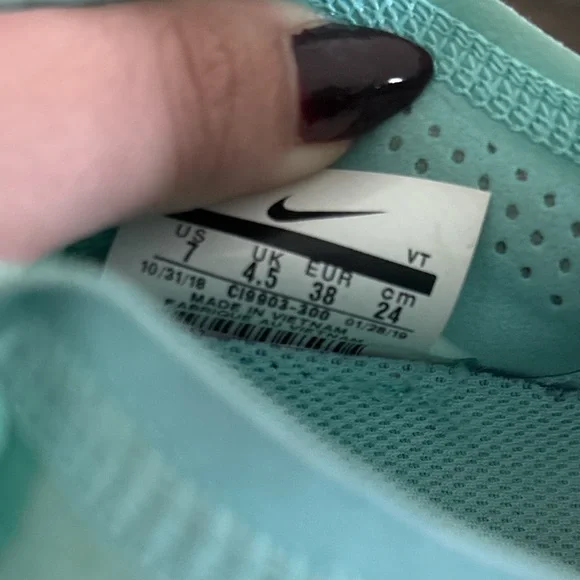 VT
US UK EUR cm
7 4.5 38 24
10/31/18 CI9903-300 01/28/19
MADE IN VIETNAM